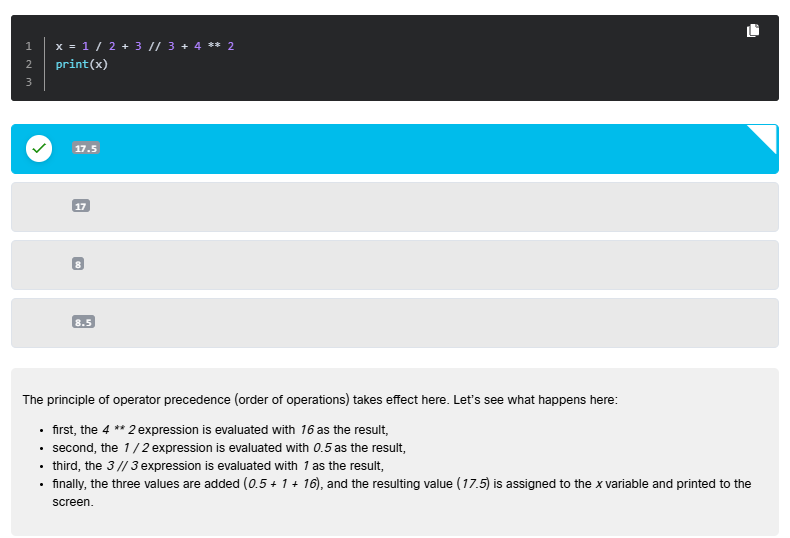 1 x = 1 / 2 + 3 // 3 + 4 ** 2
2 print(x)
3
17.5
17
8
8.5
The principle of operator precedence (order of operations) takes effect here. Let's see what happens here:
• first, the 4 ** 2 expression is evaluated with 16 as the result,
• second, the 1 / 2 expression is evaluated with 0.5 as the result,
• third, the 3 // 3 expression is evaluated with 1 as the result,
• finally, the three values are added (0.5 + 1 + 16), and the resulting value (17.5) is assigned to the x variable and printed to the
screen.